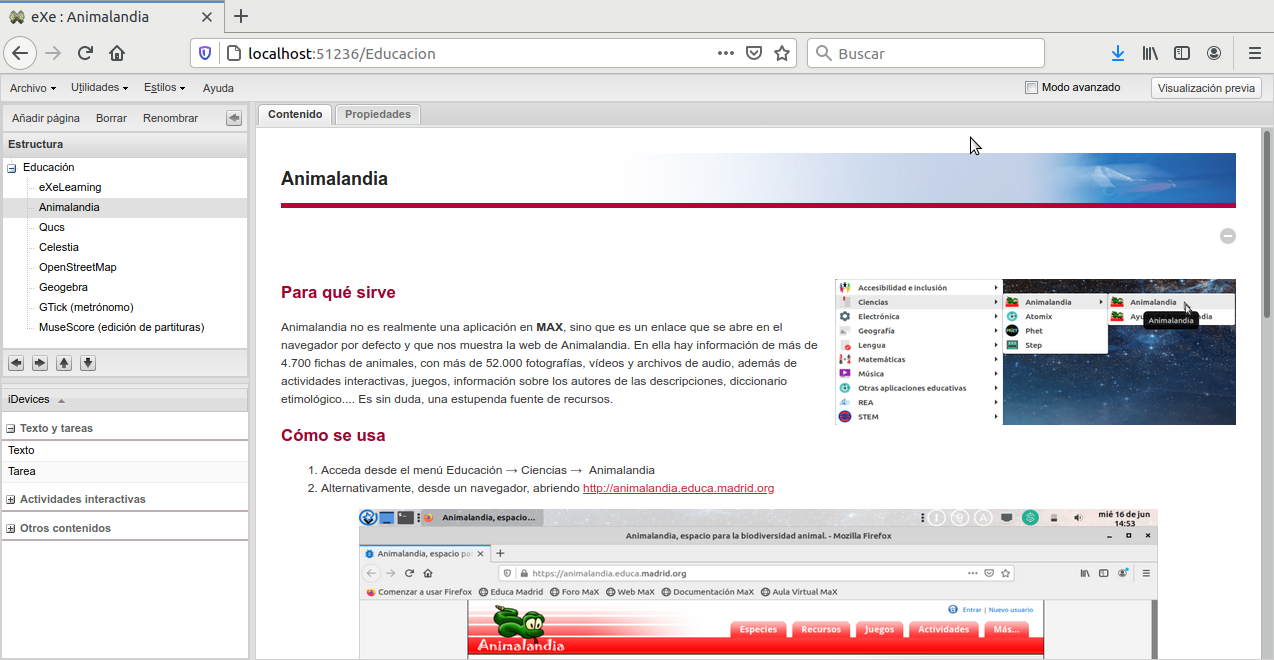 eXe : Animalandia
localhost:51236/Educacion
Buscar
Archivo Utilidades Estilos Ayuda
Modo avanzado
Visualización previa
Añadir página Borrar Renombrar
Contenido Propiedades
Estructura
Educación
eXeLearning
Animalandia
Qucs
Celestia
OpenStreetMap
Geogebra
GTick (metrónomo)
MuseScore (edición de partituras)
iDevices
Texto y tareas
Texto
Tarea
Actividades interactivas
Otros contenidos
Animalandia
Para qué sirve
Animalandia no es realmente una aplicación en MAX, sino que es un enlace que se abre en el
navegador por defecto y que nos muestra la web de Animalandia. En ella hay información de más de
4.700 fichas de animales, con más de 52.000 fotografías, vídeos y archivos de audio, además de
actividades interactivas, juegos, información sobre los autores de las descripciones, diccionario
etimológico.... Es sin duda, una estupenda fuente de recursos.
Accesibilidad e inclusión
Ciencias
Electrónica
Geografía
Lengua
Matemáticas
Música
Otras aplicaciones educativas
REA
STEM
Animalandia
Atomix
Phet
Step
Animalandia
Animalandia
Cómo se usa
1. Acceda desde el menú Educación → Ciencias → Animalandia
2. Alternativamente, desde un navegador, abriendo http://animalandia.educa.madrid.org
Animalandia, espacio...
mié 16 de jun
14:53
Animalandia, espacio para la biodiversidad animal. - Mozilla Firefox
Animalandia, espacio par
https://animalandia.educa.madrid.org
Comenzar a usar Firefox Educa Madrid Foro MaX Web MaX Documentación MaX Aula Virtual MaX
Entrar | Nuevo usuario
Especies Recursos Juegos Actividades Más...
Animalandia